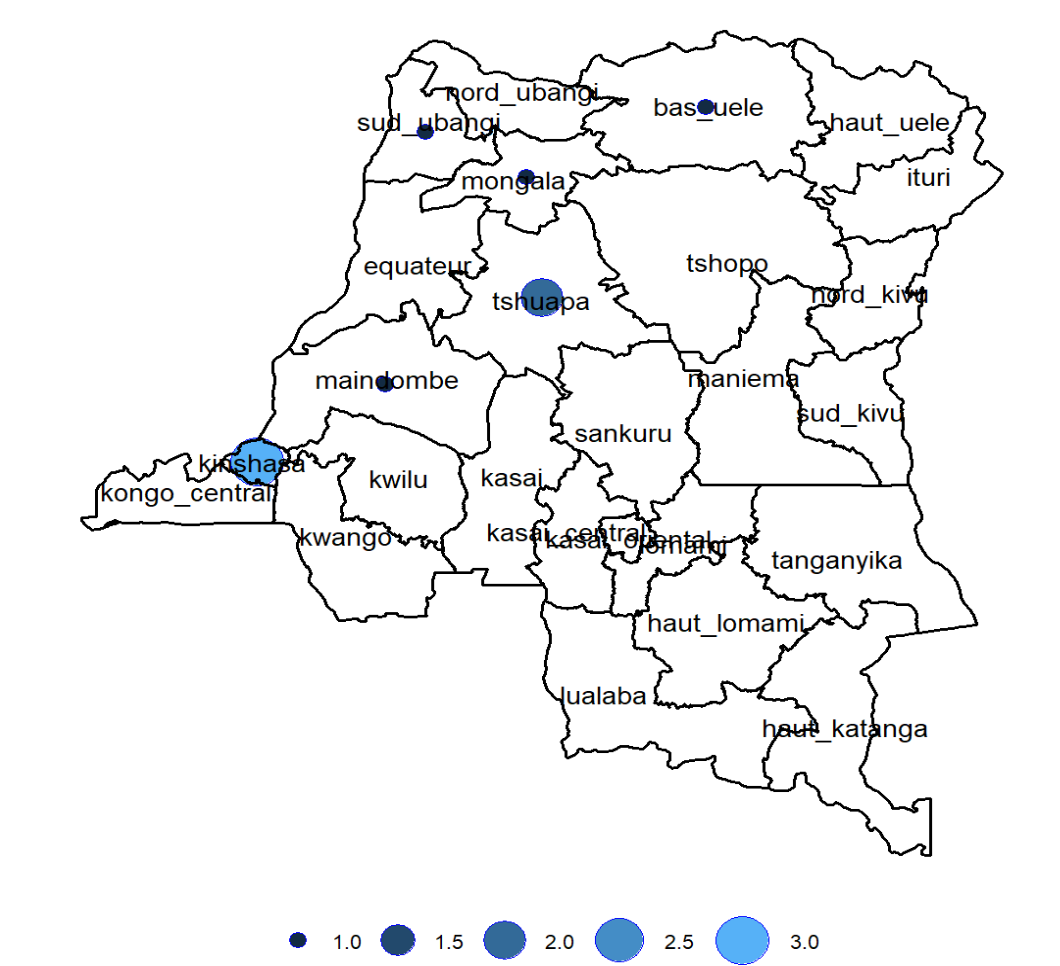 nord_ubangi
bas_uele
sud_ubangi
haut_uele
ituri
mongala
equateur
tshopo
tshuapa
nord_kivu
maindombe
maniema
sud_kivu
sankuru
kinshasa
kwilu
kasai
kongo_central
kwango
kasai_central
kasai_oriental
lomami
tanganyika
haut_lomami
lualaba
haut_katanga
1.0 1.5 2.0 2.5 3.0